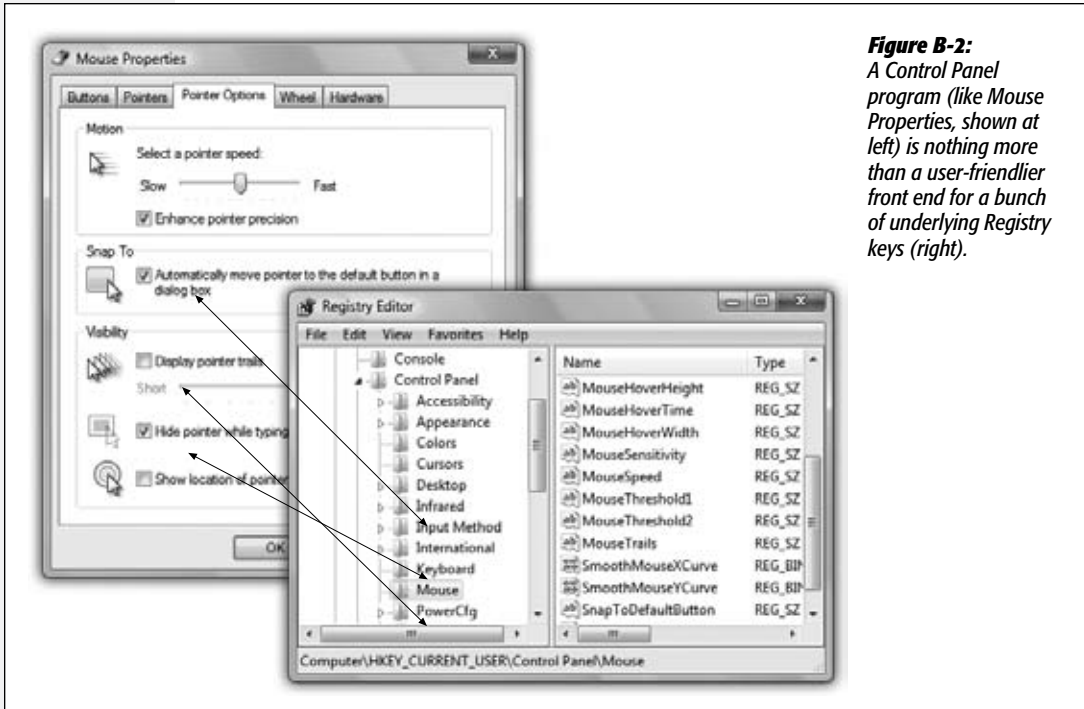 Mouse Properties
Buttons Pointers Pointer Options Wheel Hardware
Motion
Select a pointer speed:
Slow Fast
Enhance pointer precision
Snap To
Automatically move pointer to the default button in a
dialog box
Visibility
Display pointer trails
Short
Hide pointer while typing
Show location of pointer
OK
Registry Editor
File Edit View Favorites Help
Console
Control Panel
Accessibility
Appearance
Colors
Cursors
Desktop
Infrared
Input Method
International
Keyboard
Mouse
PowerCfg
Name Type
MouseHoverHeight REG_SZ
MouseHoverTime REG_SZ
MouseHoverWidth REG_SZ
MouseSensitivity REG_SZ
MouseSpeed REG_SZ
MouseThreshold1 REG_SZ
MouseThreshold2 REG_SZ
MouseTrails REG_SZ
SmoothMouseXCurve REG_BIN
SmoothMouseYCurve REG_BIN
SnapToDefaultButton REG_SZ
Computer\HKEY_CURRENT_USER\Control Panel\Mouse
Figure B-2:
A Control Panel
program (like Mouse
Properties, shown at
left) is nothing more
than a user-friendlier
front end for a bunch
of underlying Registry
keys (right).